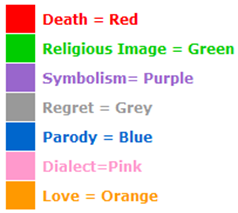 Death = Red
Religious Image = Green
Symbolism= Purple
Regret = Grey
Parody = Blue
Dialect=Pink
Love = Orange